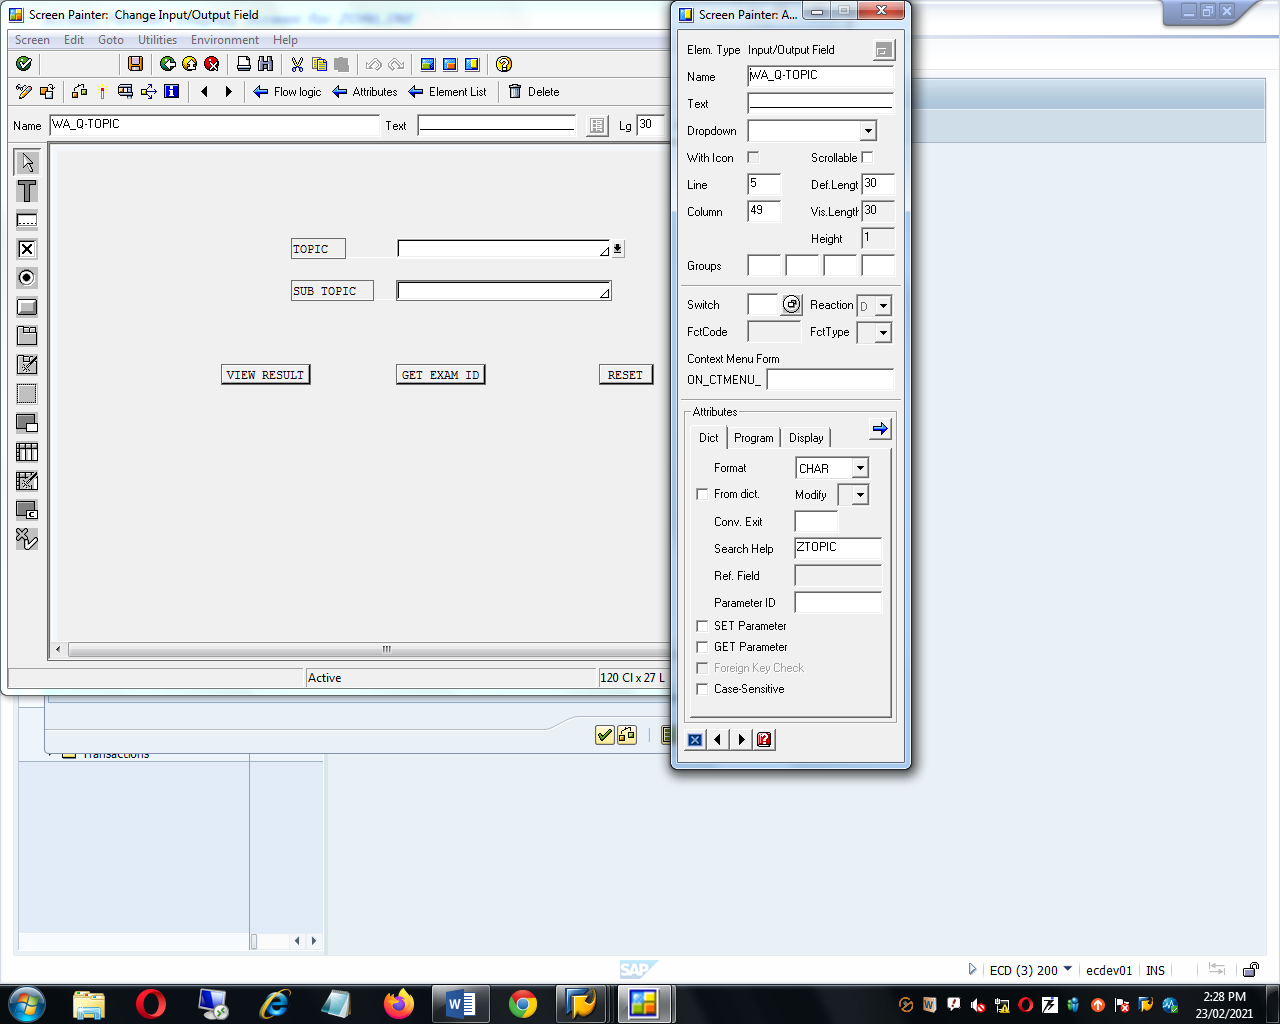 Screen Painter: Change Input/Output Field
Screen Edit Goto Utilities Environment Help
Flow logic Attributes Element List Delete
Name WA_Q-TOPIC Text Lg 30
TOPIC
SUB TOPIC
VIEW RESULT GET EXAM ID RESET
Active 120 Cl x 27 L
Transactions
Screen Painter: A...
Elem. Type Input/Output Field
Name WA_Q-TOPIC
Text
Dropdown
With Icon Scrollable
Line 5 Def.Lengt 30
Column 49 Vis.Length 30
Height 1
Groups
Switch Reaction D
FctCode FctType
Context Menu Form
ON_CTMENU_
Attributes
Dict Program Display
Format CHAR
From dict. Modify
Conv. Exit
Search Help ZTOPIC
Ref. Field
Parameter ID
SET Parameter
GET Parameter
Foreign Key Check
Case-Sensitive
SAP
ECD (3) 200 ecdev01 INS
2:28 PM
23/02/2021